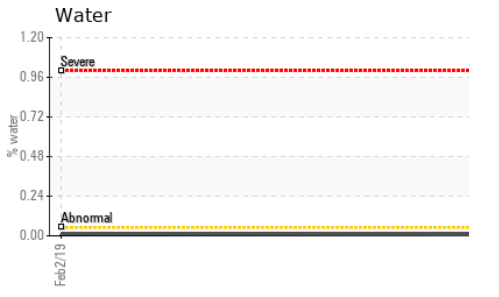 Water
1.20
Severe
0.96
0.72
% water
0.48
0.24
Abnormal
0.00
Feb2/19